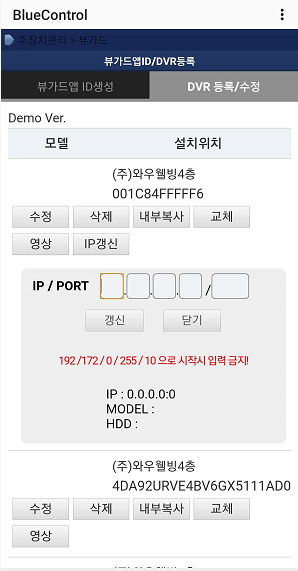 BlueControl
주장치관리 > 뷰가드
뷰가드앱ID/DVR등록
뷰가드앱 ID생성 DVR 등록/수정
Demo Ver.
모델 설치위치
(주)와우웰빙4층
001C84FFFFF6
수정 삭제 내부복사 교체
영상 IP갱신
IP / PORT . . . /
갱신 닫기
192 /172 / 0 / 255 / 10 으로 시작시 입력 금지!
IP : 0.0.0.0:0
MODEL :
HDD :
(주)와우웰빙4층
4DA92URVE4BV6GX5111AD0
수정 삭제 내부복사 교체
영상